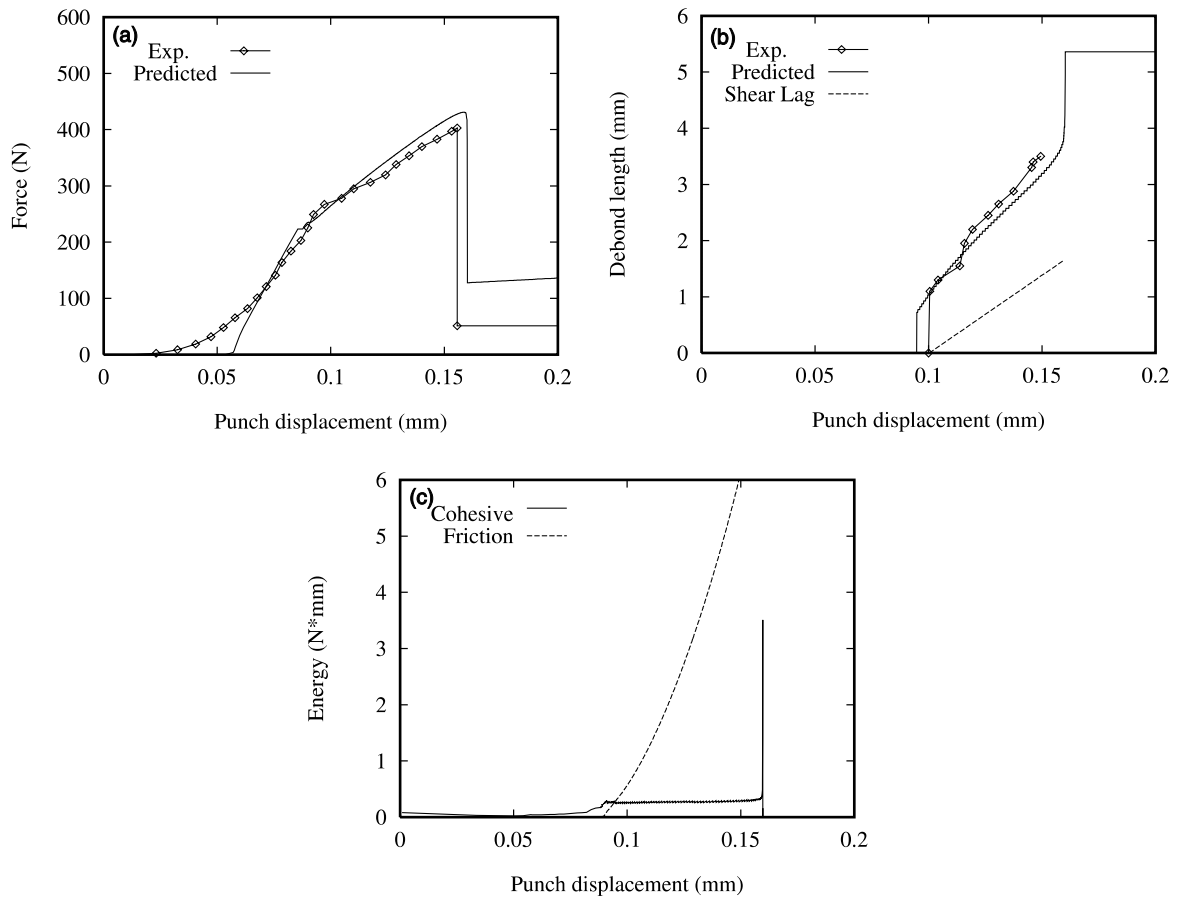 (a)
Exp.
Predicted
600
500
400
300
200
100
0
Force (N)
0 0.05 0.1 0.15 0.2
Punch displacement (mm)
(b)
Exp.
Predicted
Shear Lag
6
5
4
3
2
1
0
Debond length (mm)
0 0.05 0.1 0.15 0.2
Punch displacement (mm)
(c)
Cohesive
Friction
6
5
4
3
2
1
0
Energy (N*mm)
0 0.05 0.1 0.15 0.2
Punch displacement (mm)